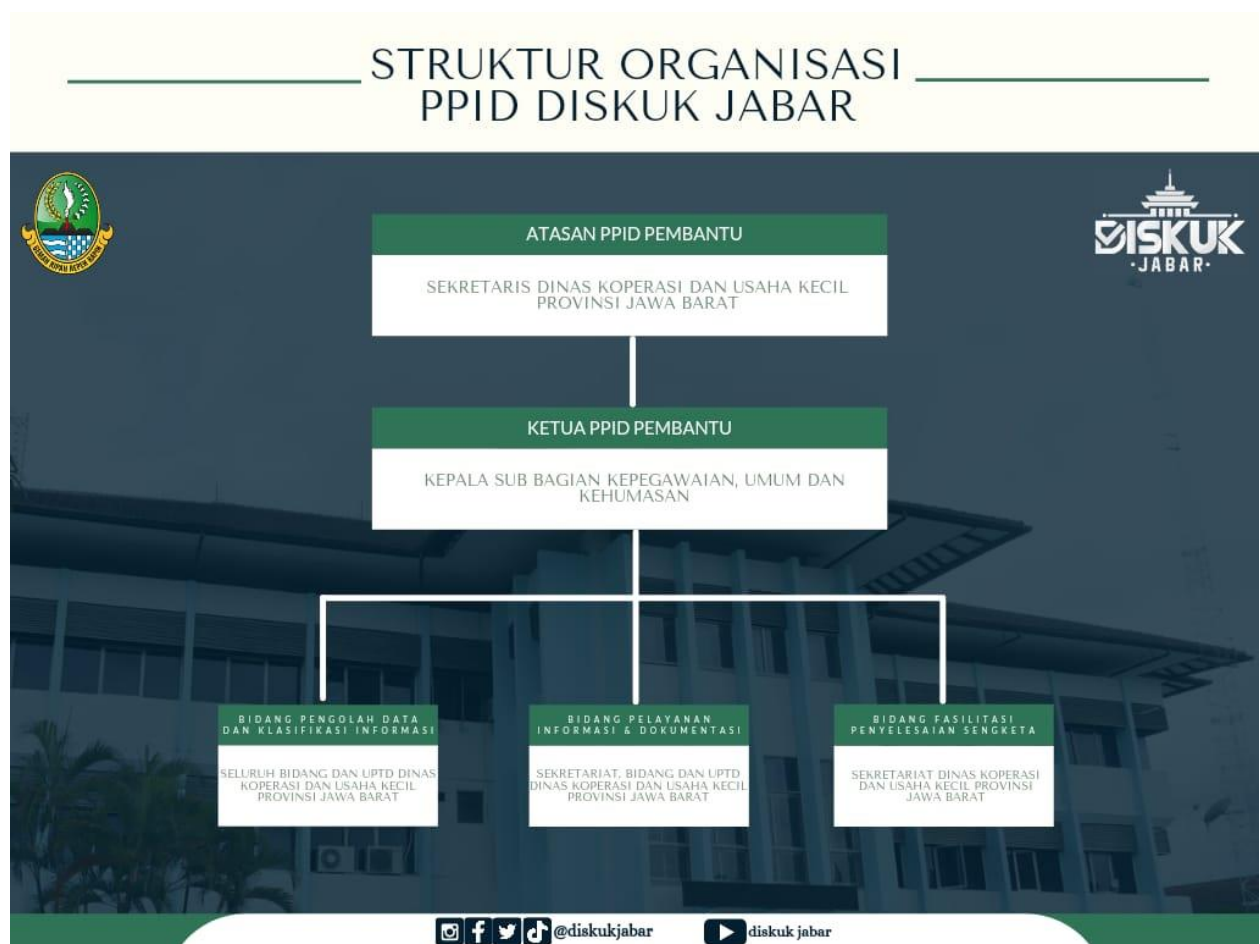 STRUKTUR ORGANISASI
PPID DISKUK JABAR
DISKUK
·JABAR·
ATASAN PPID PEMBANTU
SEKRETARIS DINAS KOPERASI DAN USAHA KECIL
PROVINSI JAWA BARAT
KETUA PPID PEMBANTU
KEPALA SUB BAGIAN KEPEGAWAIAN, UMUM DAN
KEHUMASAN
BIDANG PENGOLAH DATA
DAN KLASIFIKASI INFORMASI
SELURUH BIDANG DAN UPTD DINAS
KOPERASI DAN USAHA KECIL
PROVINSI JAWA BARAT
BIDANG PELAYANAN
INFORMASI & DOKUMENTASI
SEKRETARIAT, BIDANG DAN UPTD
DINAS KOPERASI DAN USAHA KECIL
PROVINSI JAWA BARAT
BIDANG FASILITASI
PENYELESAIAN SENGKETA
SEKRETARIAT DINAS KOPERASI
DAN USAHA KECIL PROVINSI
JAWA BARAT
@diskukjabar
diskuk jabar